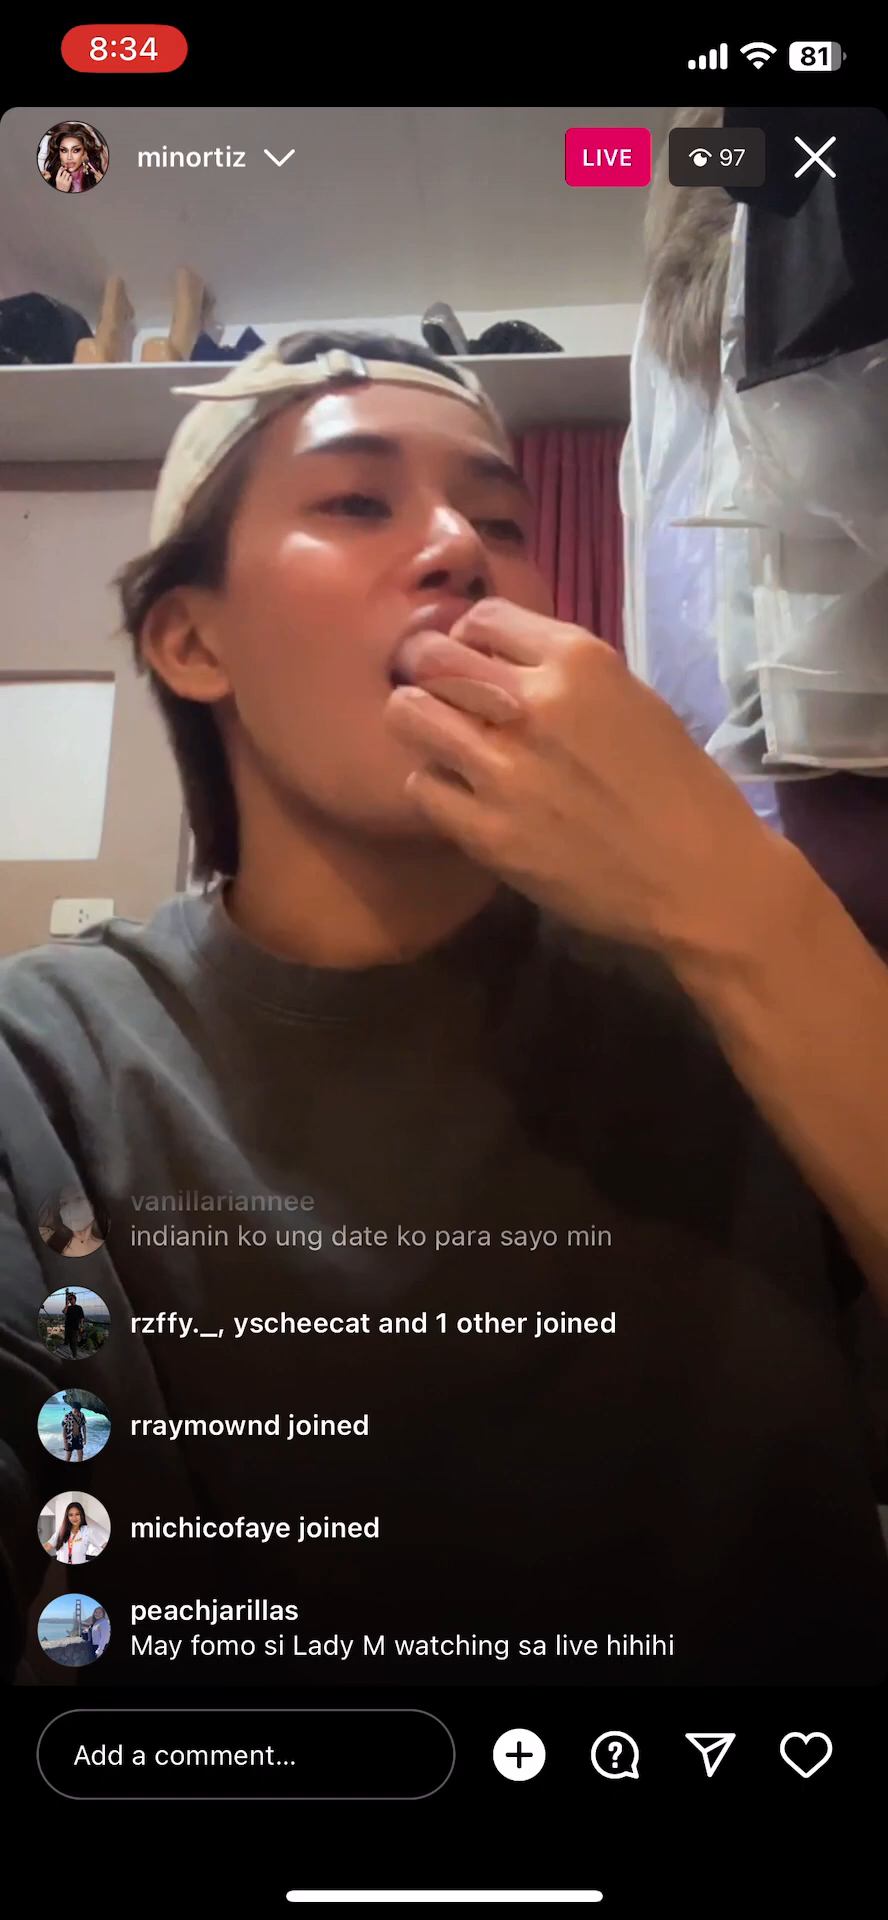 8:34
81
minortiz
LIVE
97
vanillariannee
indianin ko ung date ko para sayo min
rzffy._, yscheecat and 1 other joined
rraymownd joined
michicofaye joined
peachjarillas
May fomo si Lady M watching sa live hihihi
Add a comment...